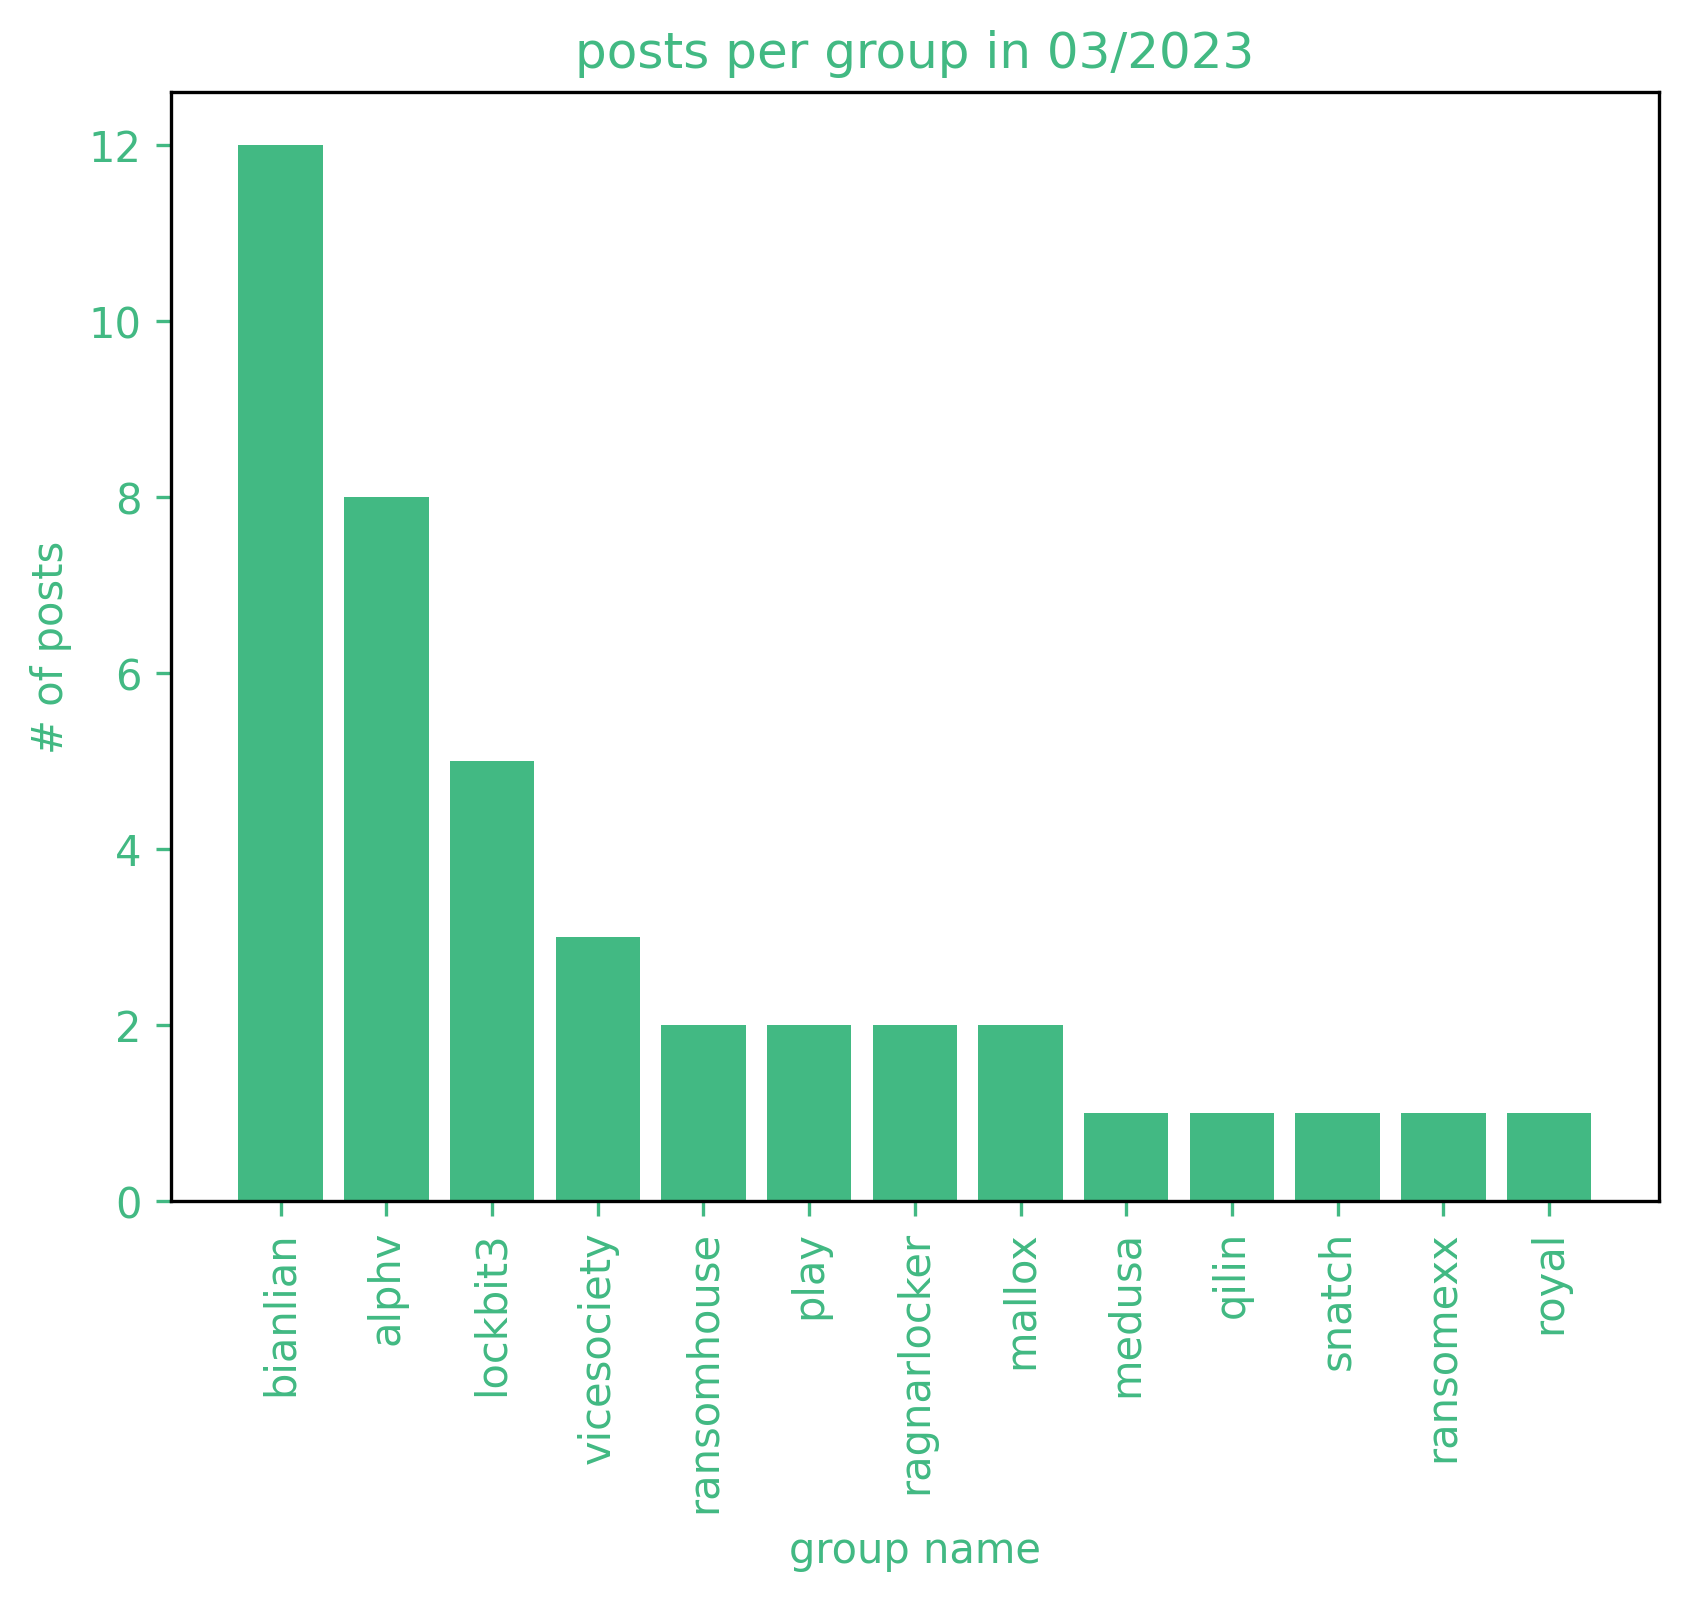 posts per group in 03/2023
12
10
8
6
4
2
0
# of posts
bianlian
alphv
lockbit3
vicesociety
ransomhouse
play
ragnarlocker
mallox
medusa
qilin
snatch
ransomexx
royal
group name